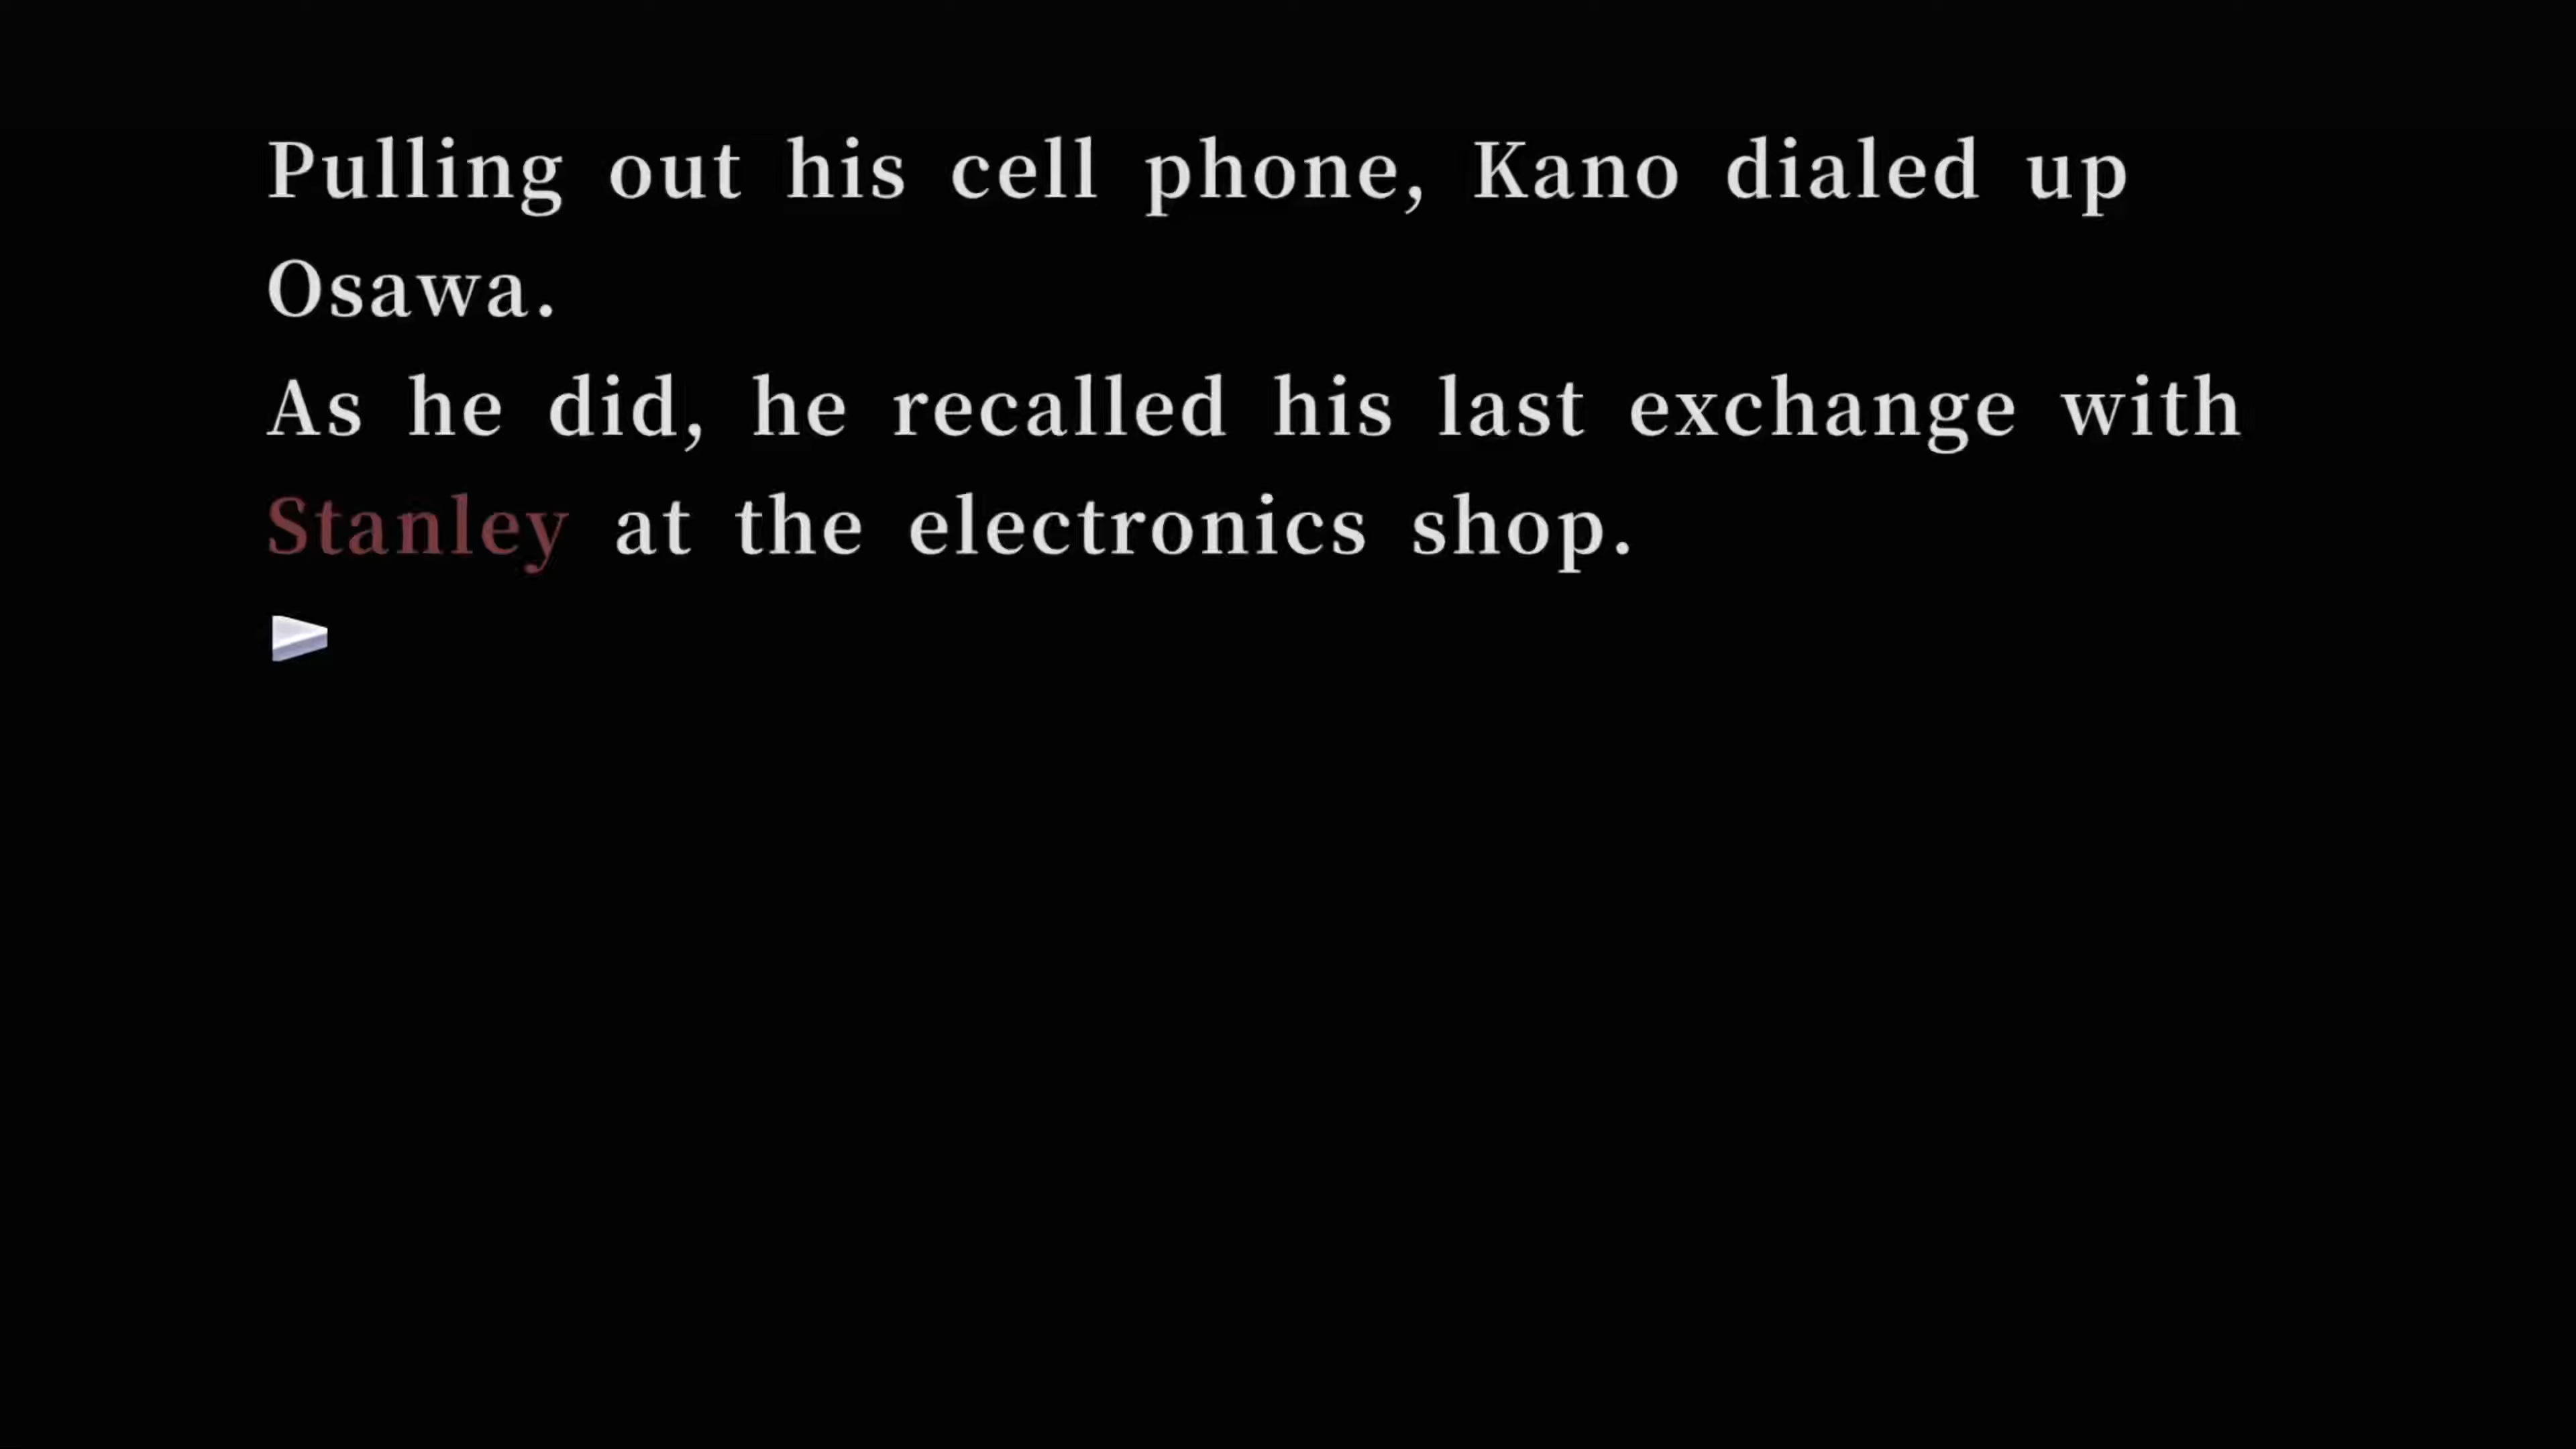 Pulling out his cell phone, Kano dialed up
Osawa.
As he did, he recalled his last exchange with
Stanley at the electronics shop.